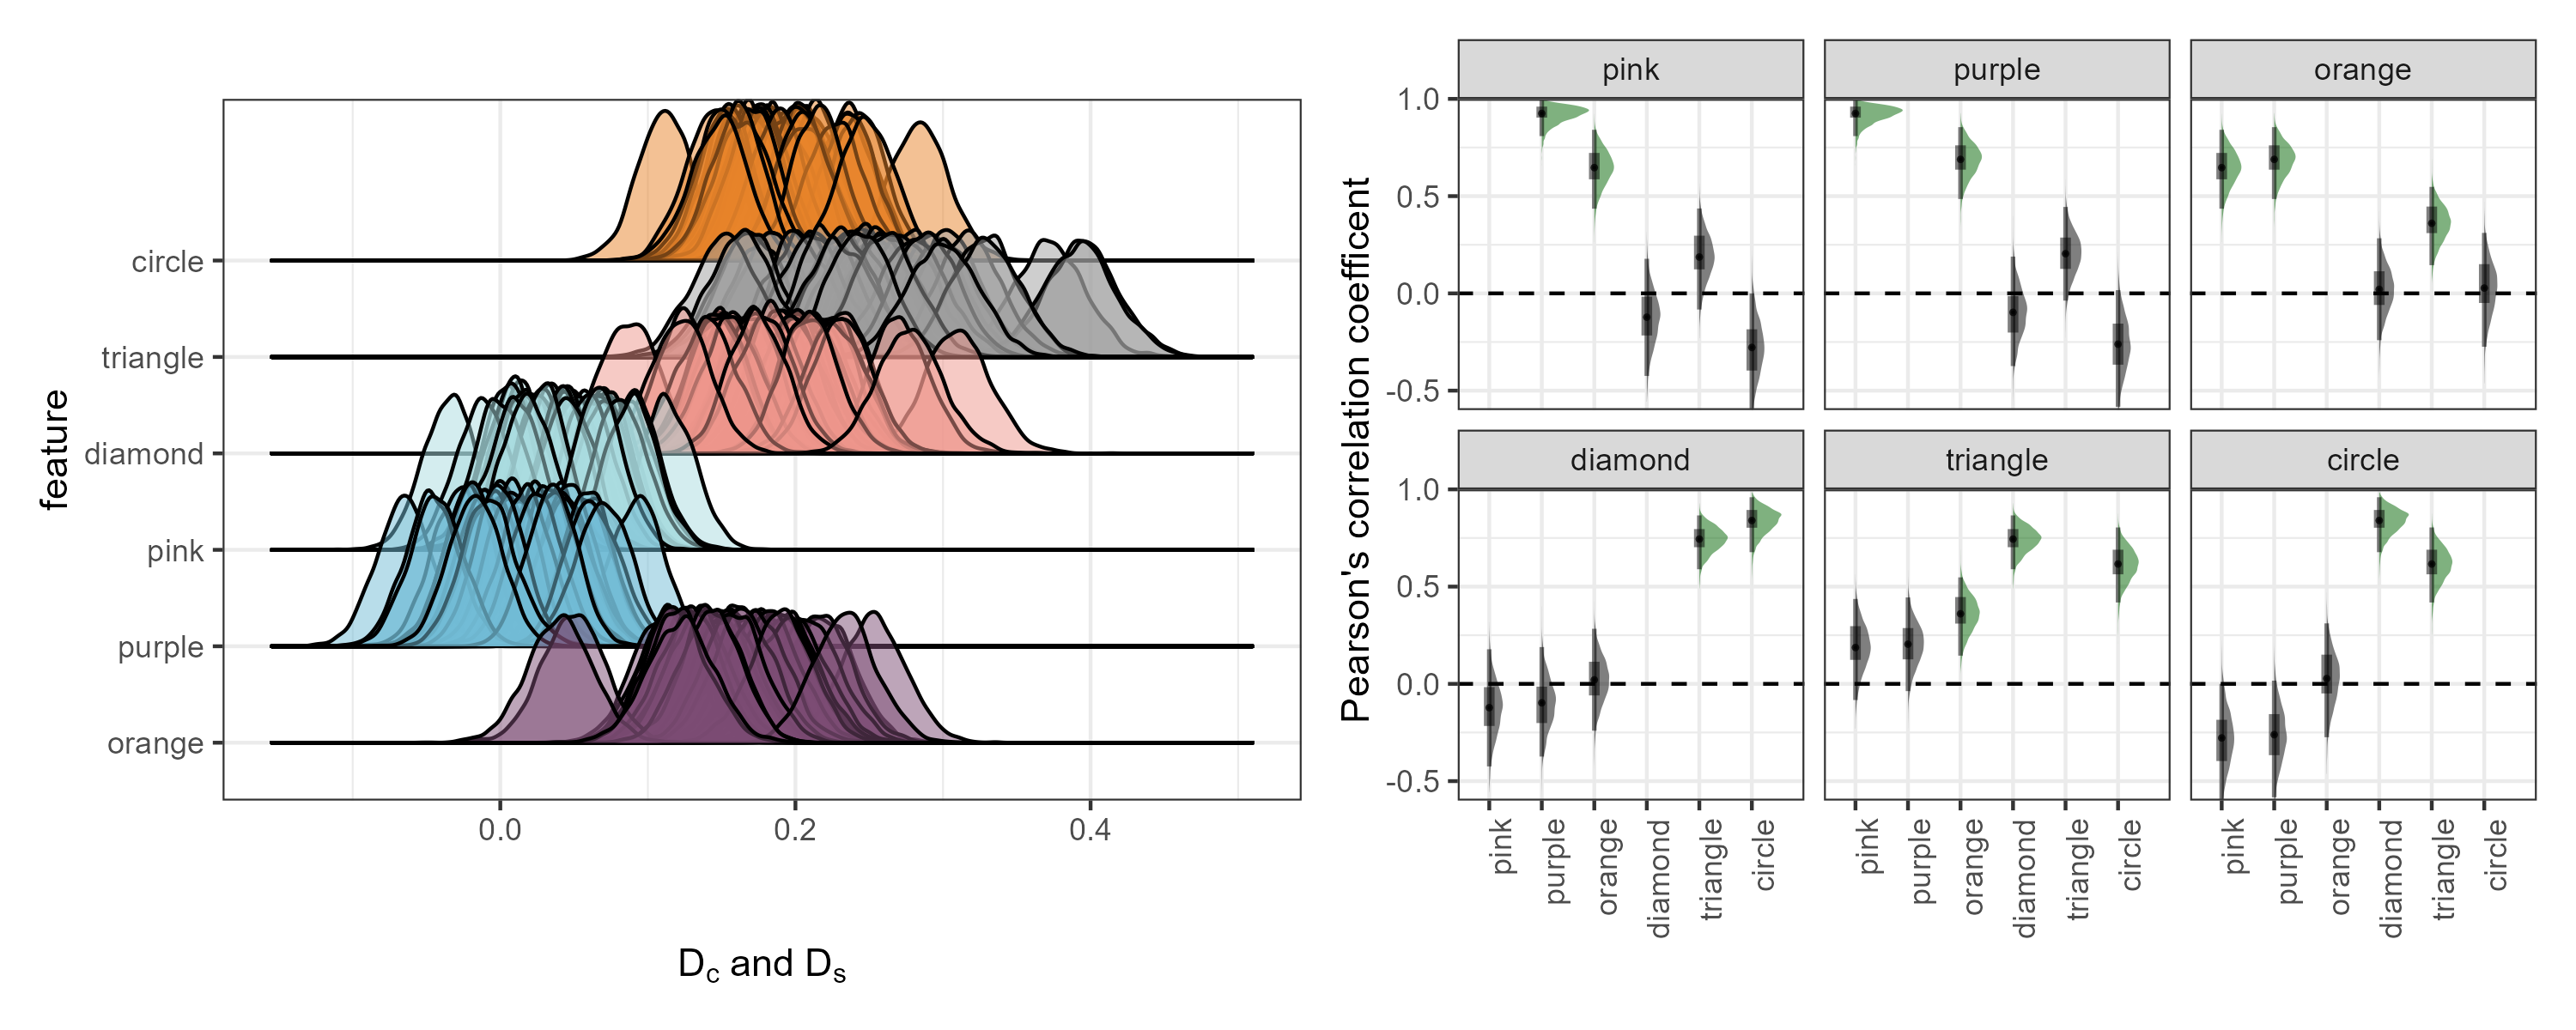 feature
circle
triangle
diamond
pink
purple
orange
0.0 0.2 0.4
Dc and Ds
Pearson's correlation coefficent
pink purple orange
1.0
0.5
0.0
-0.5
diamond triangle circle
1.0
0.5
0.0
-0.5
pink purple orange diamond triangle circle
pink purple orange diamond triangle circle
pink purple orange diamond triangle circle